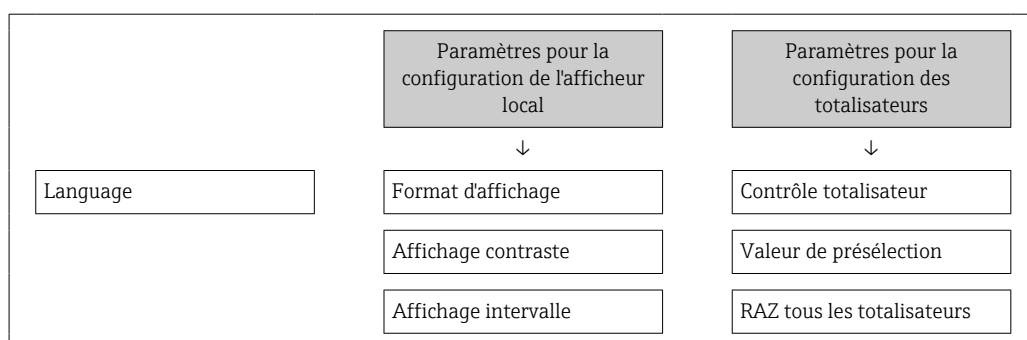 Paramètres pour la
configuration de l'afficheur
local
Paramètres pour la
configuration des
totalisateurs
↓
↓
Language
Format d'affichage
Contrôle totalisateur
Affichage contraste
Valeur de présélection
Affichage intervalle
RAZ tous les totalisateurs